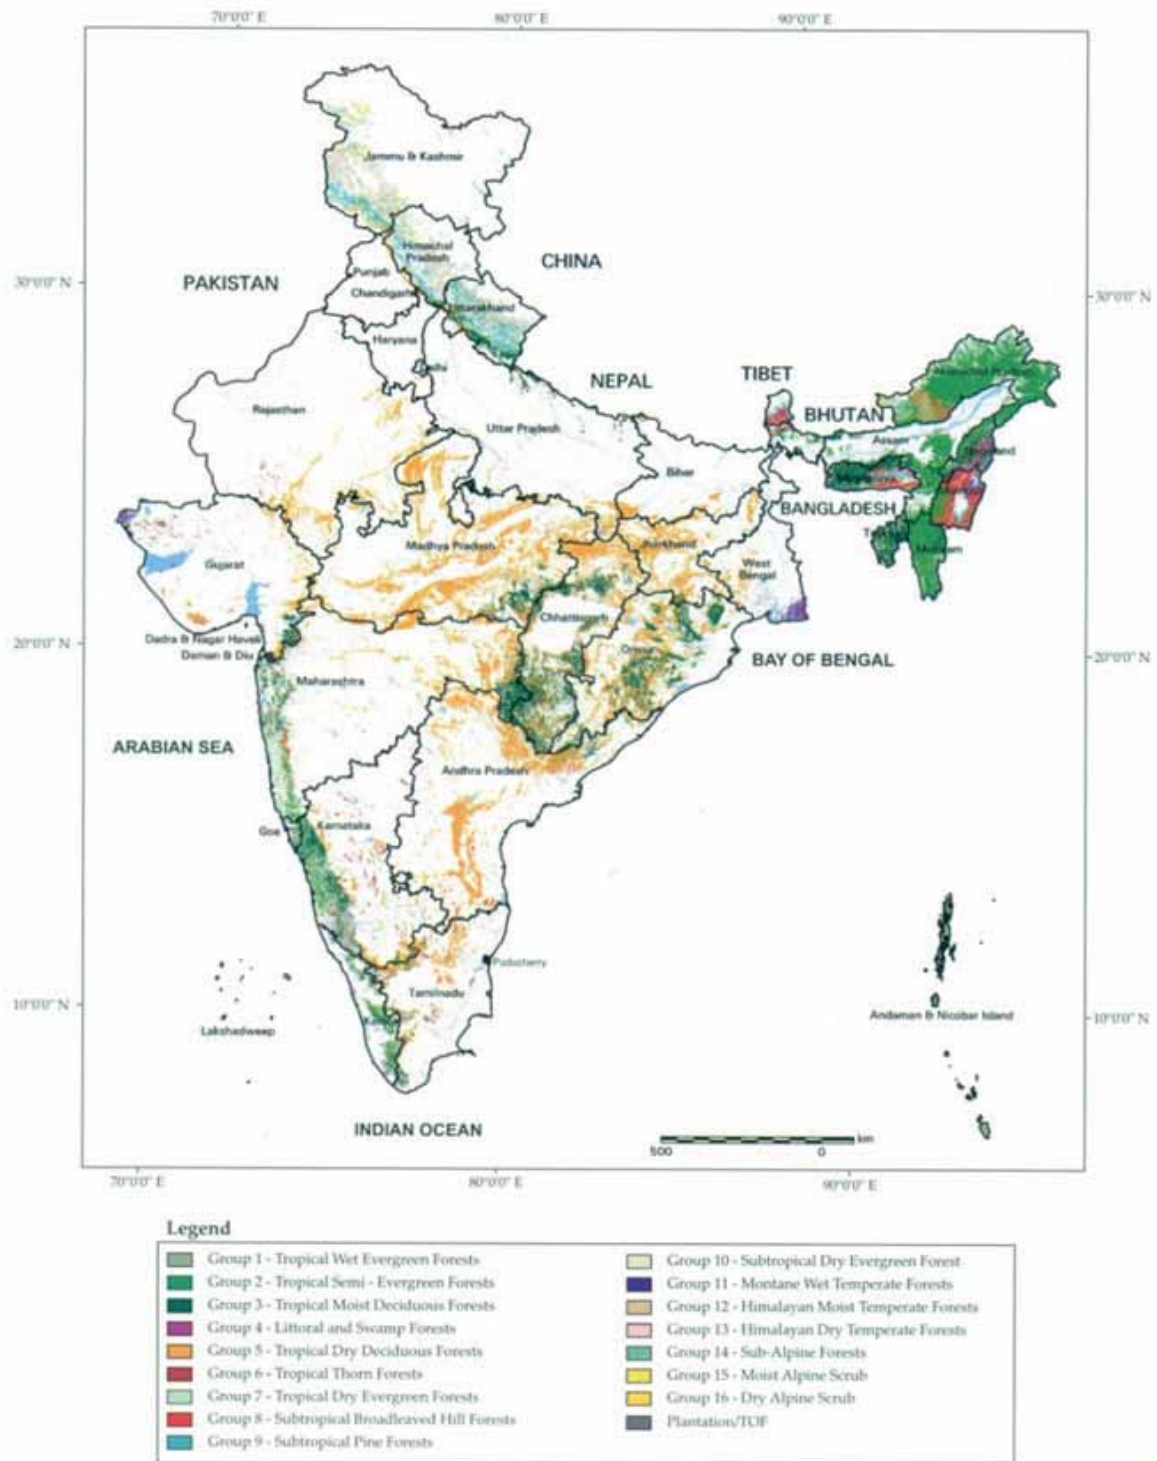 70°0'0" E 80°0'0" E 90°0'0" E
Jammu & Kashmir
Himachal
Pradesh
CHINA
PAKISTAN
Punjab
Chandigarh
Uttarakhand
30°0'0" N 30°0'0" N
Haryana
NEPAL
TIBET
BHUTAN
Rajasthan
Uttar Pradesh
Assam
Bihar
BANGLADESH
Madhya Pradesh
Jharkhand
Gujarat
West
Bengal
Chhattisgarh
Dadra & Nagar Haveli
Daman & Diu
20°0'0" N 20°0'0" N
Orissa
BAY OF BENGAL
Maharashtra
ARABIAN SEA
Andhra Pradesh
Goa
Karnataka
Puducherry
Tamilnadu
10°0'0" N 10°0'0" N
Lakshadweep
Andaman & Nicobar Island
INDIAN OCEAN
km
500 0
70°0'0" E 80°0'0" E 90°0'0" E
Legend
Group 1 - Tropical Wet Evergreen Forests
Group 2 - Tropical Semi - Evergreen Forests
Group 3 - Tropical Moist Deciduous Forests
Group 4 - Littoral and Swamp Forests
Group 5 - Tropical Dry Deciduous Forests
Group 6 - Tropical Thorn Forests
Group 7 - Tropical Dry Evergreen Forests
Group 8 - Subtropical Broadleaved Hill Forests
Group 9 - Subtropical Pine Forests
Group 10 - Subtropical Dry Evergreen Forest
Group 11 - Montane Wet Temperate Forests
Group 12 - Himalayan Moist Temperate Forests
Group 13 - Himalayan Dry Temperate Forests
Group 14 - Sub-Alpine Forests
Group 15 - Moist Alpine Scrub
Group 16 - Dry Alpine Scrub
Plantation/TOF